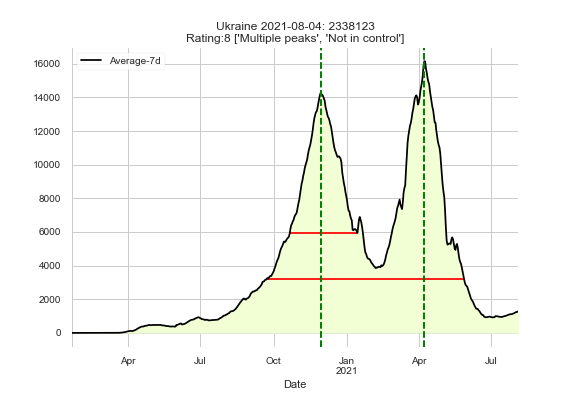 Ukraine 2021-08-04: 2338123
Rating:8 ['Multiple peaks', 'Not in control']
Average-7d
16000
14000
12000
10000
8000
6000
4000
2000
0
Apr Jul Oct Jan Apr Jul
2021
Date